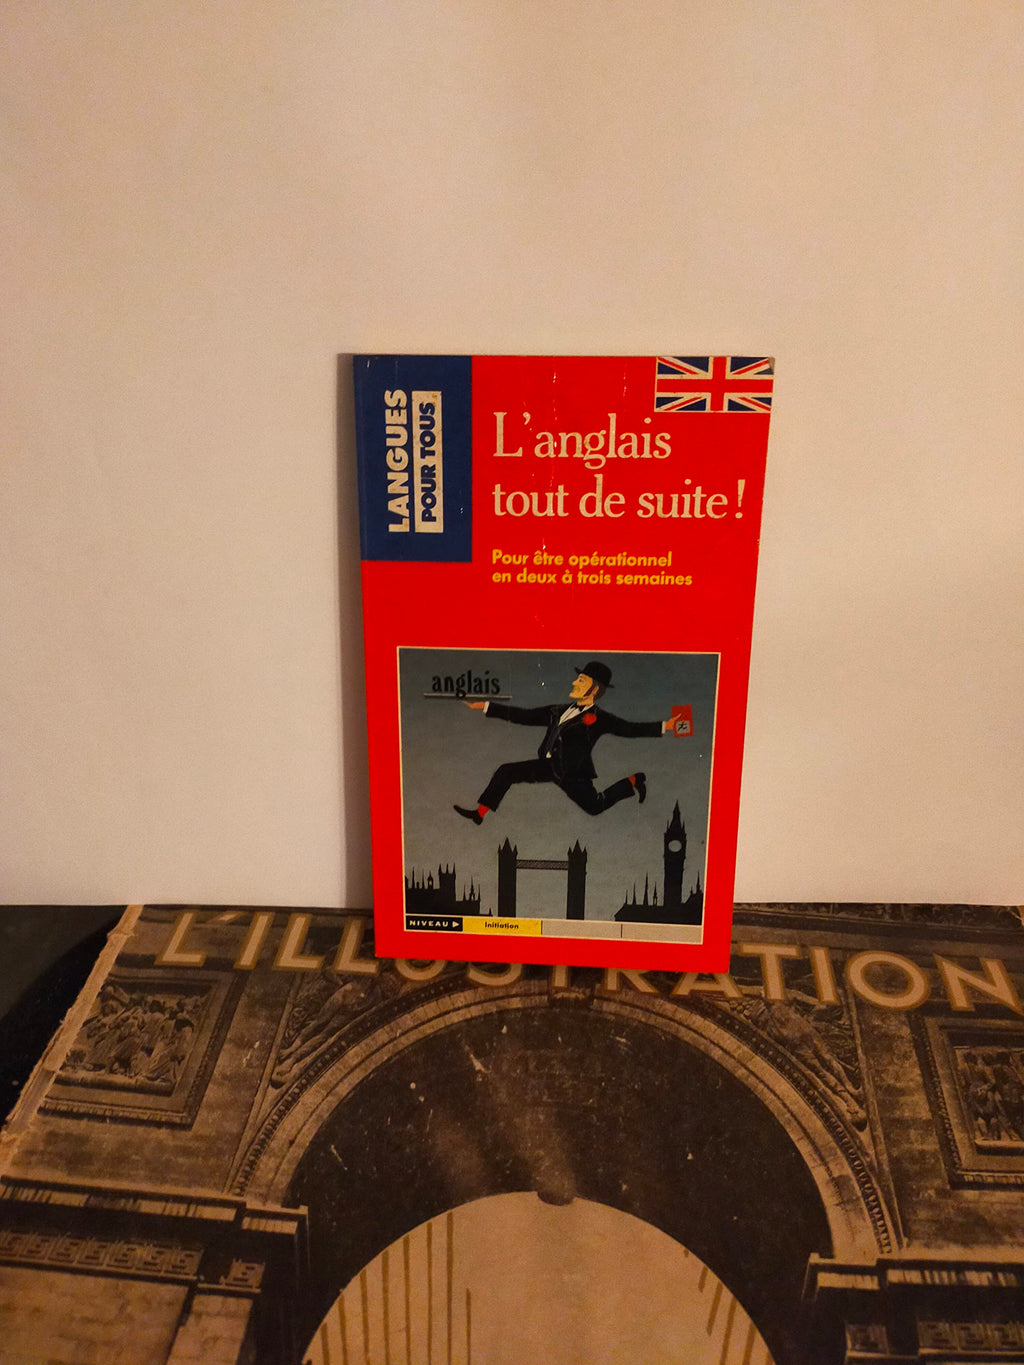 LANGUES
POUR TOUS
L'anglais
tout de suite !
Pour être opérationnel
en deux à trois semaines
anglais
NIVEAU
initiation
L'ILLUSTRATION